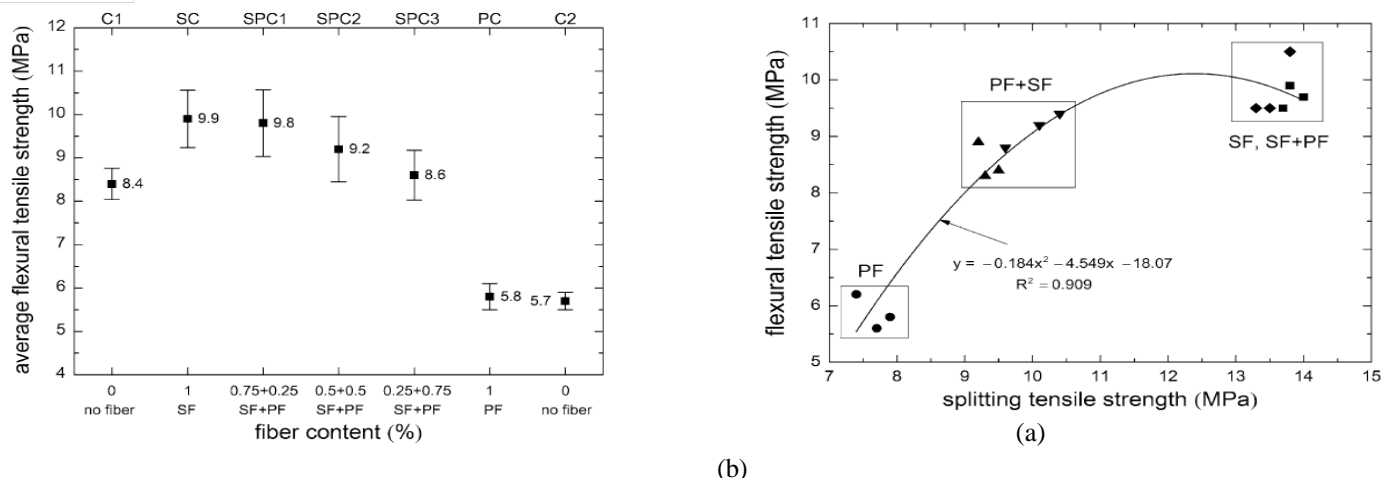 C1 SC SPC1 SPC2 SPC3 PC C2
average flexural tensile strength (MPa)
12
11
10
9
8
7
6
5
4
8.4
9.9
9.8
9.2
8.6
5.8
5.7
0 1 0.75+0.25 0.5+0.5 0.25+0.75 1 0
no fiber SF SF+PF SF+PF SF+PF PF no fiber
fiber content (%)
flexural tensile strength (MPa)
11
10
9
8
7
6
5
PF+SF
SF, SF+PF
PF
y = −0.184x² −4.549x −18.07
R² = 0.909
7 8 9 10 11 12 13 14 15
splitting tensile strength (MPa)
(a)
(b)